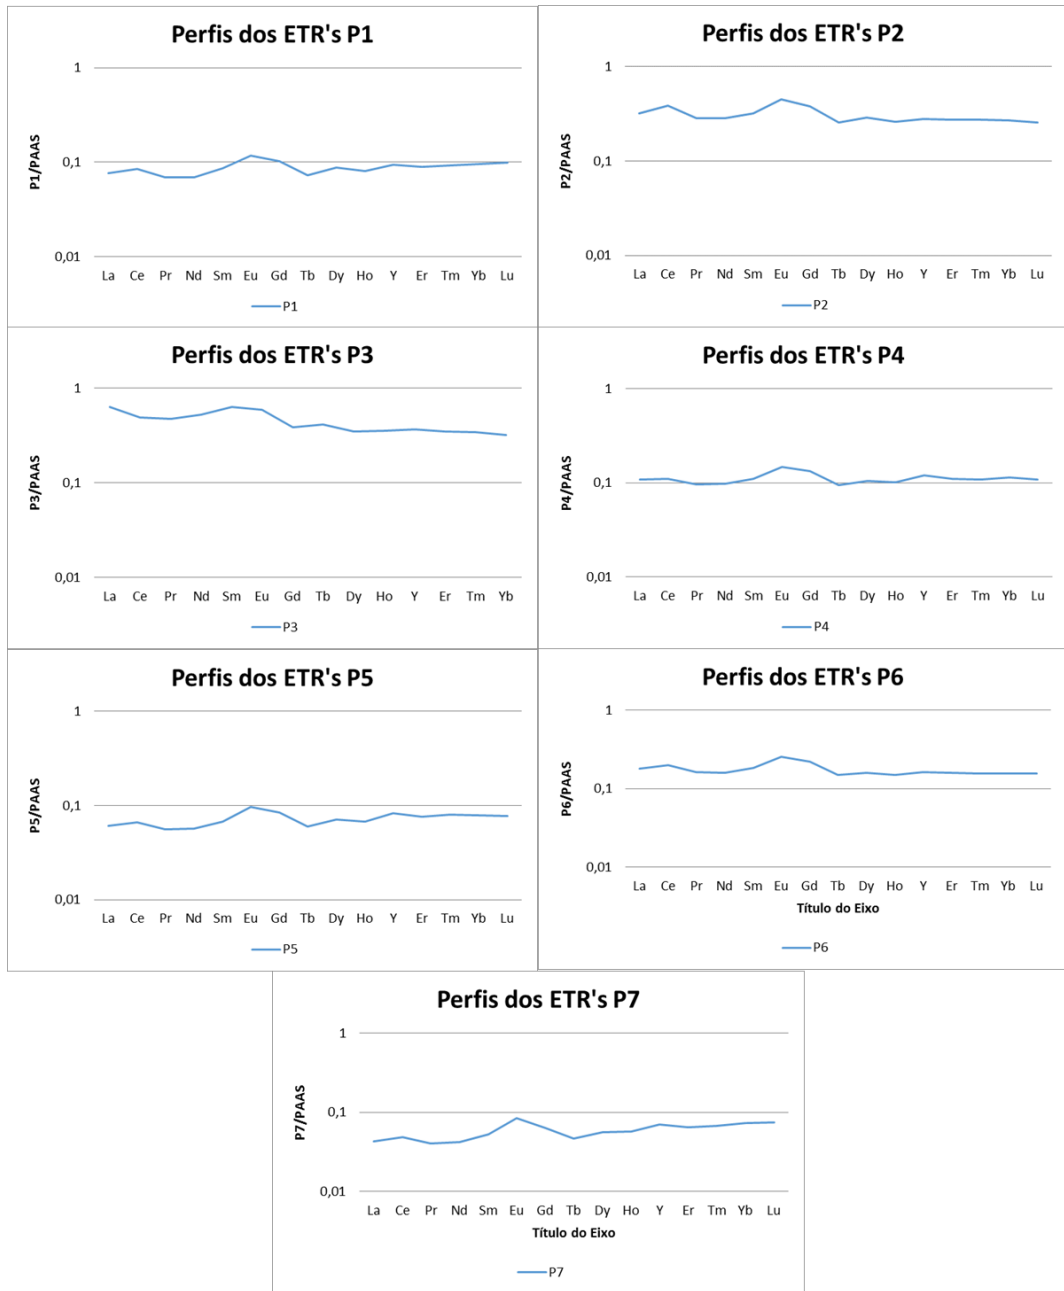 Perfis dos ETR's P1
1
0,1
0,01
P1/PAAS
La Ce Pr Nd Sm Eu Gd Tb Dy Ho Y Er Tm Yb Lu
P1
Perfis dos ETR's P2
1
0,1
0,01
P2/PAAS
La Ce Pr Nd Sm Eu Gd Tb Dy Ho Y Er Tm Yb Lu
P2
Perfis dos ETR's P3
1
0,1
0,01
P3/PAAS
La Ce Pr Nd Sm Eu Gd Tb Dy Ho Y Er Tm Yb
P3
Perfis dos ETR's P4
1
0,1
0,01
P4/PAAS
La Ce Pr Nd Sm Eu Gd Tb Dy Ho Y Er Tm Yb Lu
P4
Perfis dos ETR's P5
1
0,1
0,01
P5/PAAS
La Ce Pr Nd Sm Eu Gd Tb Dy Ho Y Er Tm Yb Lu
P5
Perfis dos ETR's P6
1
0,1
0,01
P6/PAAS
La Ce Pr Nd Sm Eu Gd Tb Dy Ho Y Er Tm Yb Lu
Título do Eixo
P6
Perfis dos ETR's P7
1
0,1
0,01
P7/PAAS
La Ce Pr Nd Sm Eu Gd Tb Dy Ho Y Er Tm Yb Lu
Título do Eixo
P7